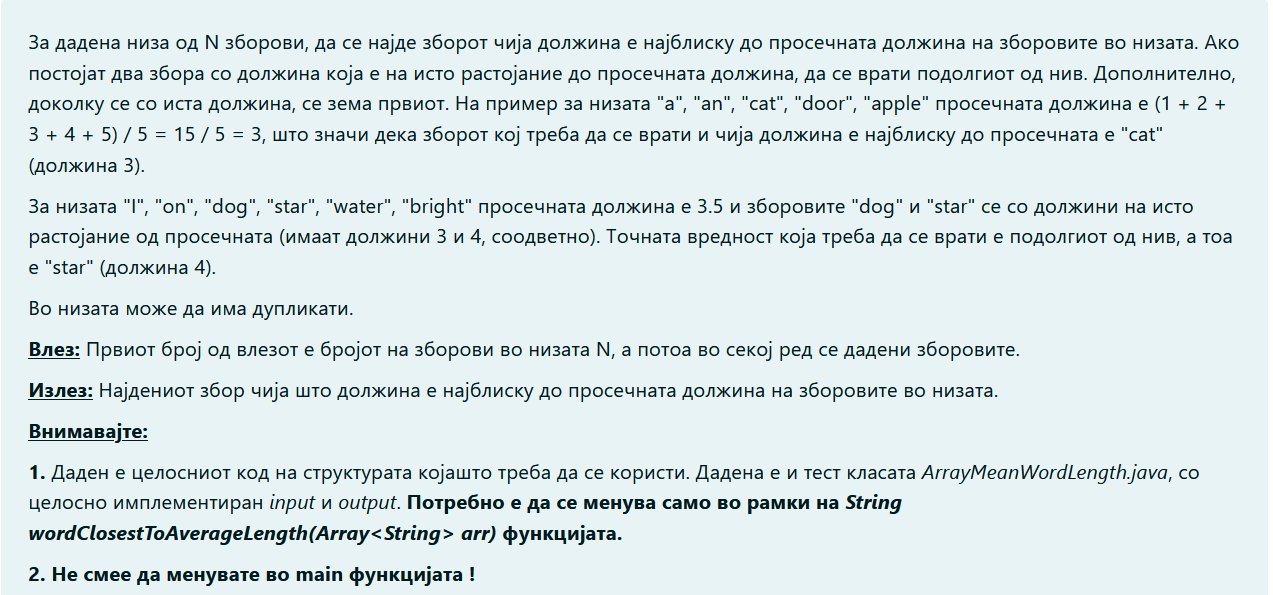 За дадена низа од N зборови, да се најде зборот чија должина е најблиску до просечната должина на зборовите во низата. Ако
постојат два збора со должина која е на исто растојание до просечната должина, да се врати подолгиот од нив. Дополнително,
доколку се со иста должина, се зема првиот. На пример за низата "a", "an", "cat", "door", "apple" просечната должина е (1 + 2 +
3 + 4 + 5) / 5 = 15 / 5 = 3, што значи дека зборот кој треба да се врати и чија должина е најблиску до просечната е "cat"
(должина 3).
За низата "I", "on", "dog", "star", "water", "bright" просечната должина е 3.5 и зборовите "dog" и "star" се со должини на исто
растојание од просечната (имаат должини 3 и 4, соодветно). Точната вредност која треба да се врати е подолгиот од нив, а тоа
е "star" (должина 4).
Во низата може да има дупликати.
Влез: Првиот број од влезот е бројот на зборови во низата N, а потоа во секој ред се дадени зборовите.
Излез: Најдениот збор чија што должина е најблиску до просечната должина на зборовите во низата.
Внимавајте:
1. Даден е целосниот код на структурата којашто треба да се користи. Дадена е и тест класата ArrayMeanWordLength.java, со
целосно имплементиран input и output. Потребно е да се менува само во рамки на String
wordClosestToAverageLength(Array<String> arr) функцијата.
2. Не смее да менувате во main функцијата !